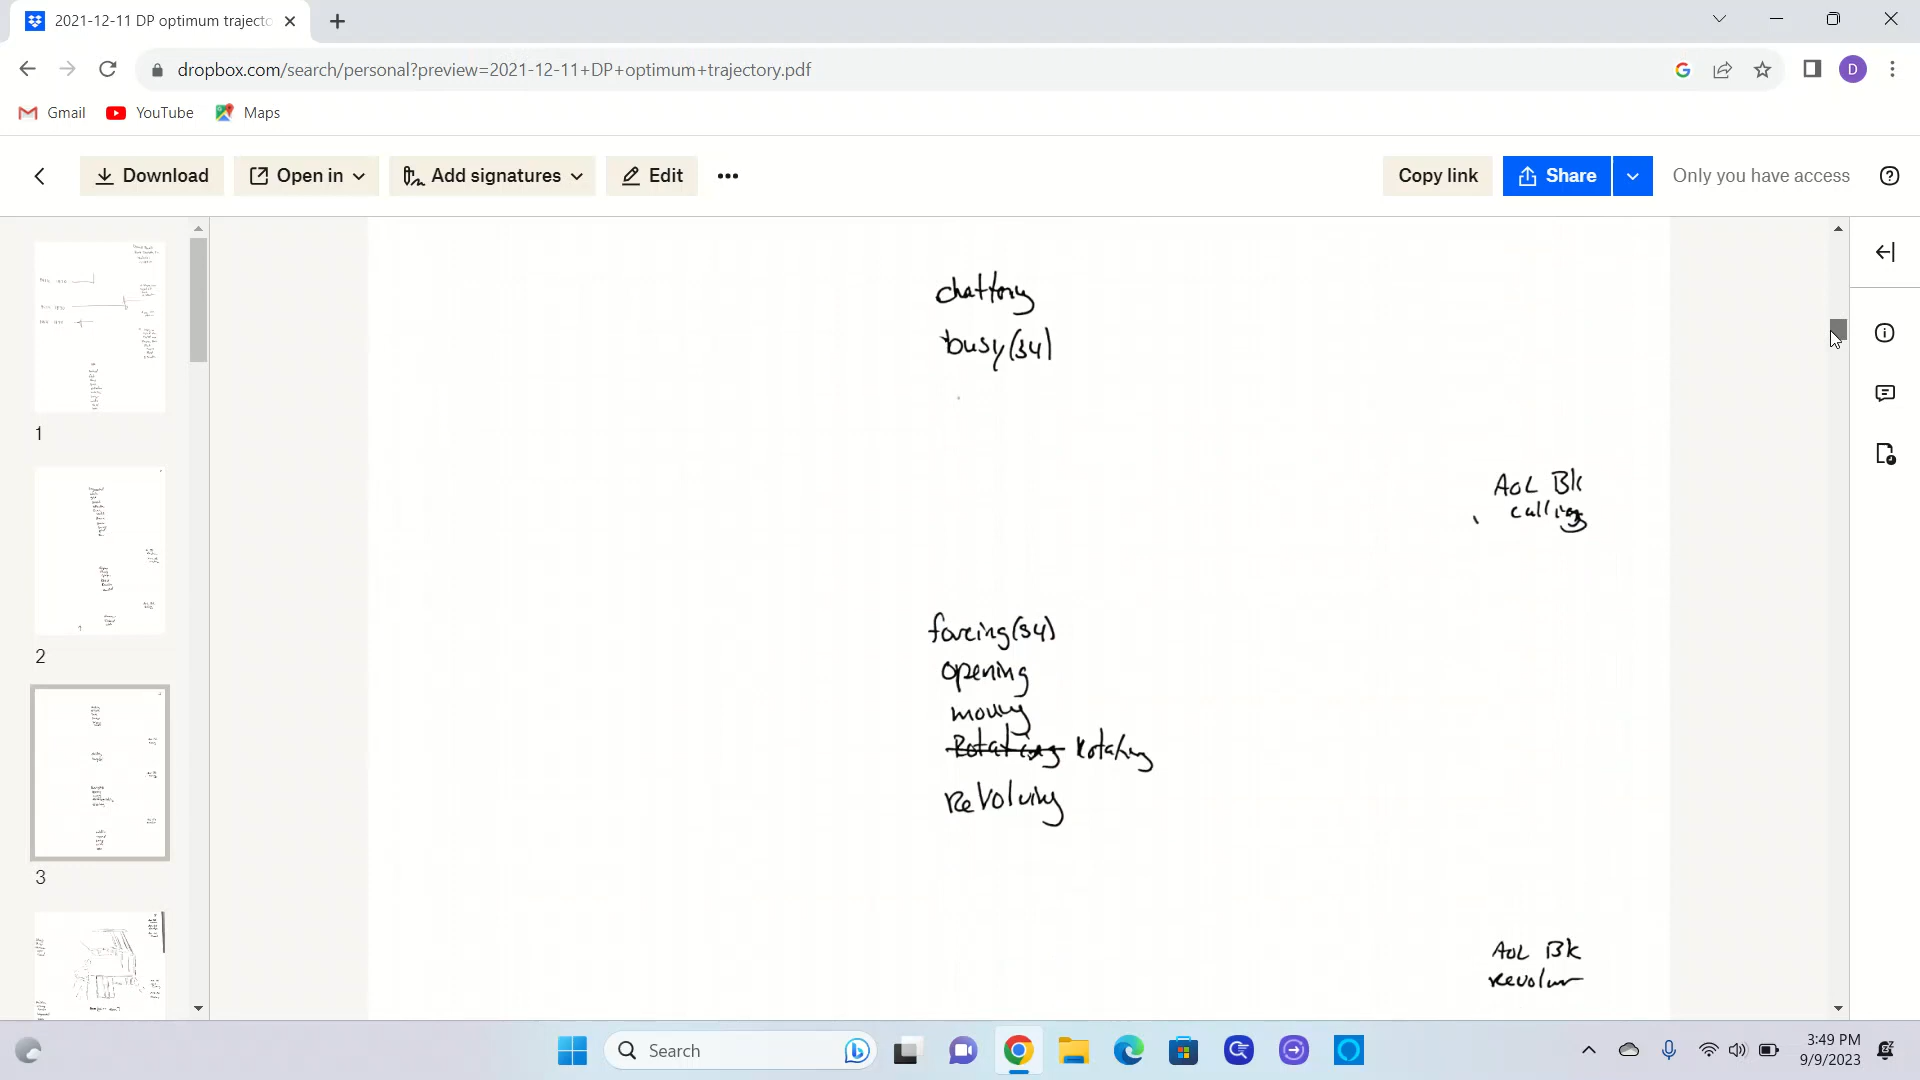 2021-12-11 DP optimum trajecto
dropbox.com/search/personal?preview=2021-12-11+DP+optimum+trajectory.pdf
D
Gmail
YouTube
Maps
Download
Open in
Add signatures
Edit
Copy link
Share
Only you have access
1
2
3
busy(34)
AOL Bk
calling
forcing(34)
opening
moving
Rotating Rotating
Revolving
AOL Bk
Search
3:49 PM
9/9/2023